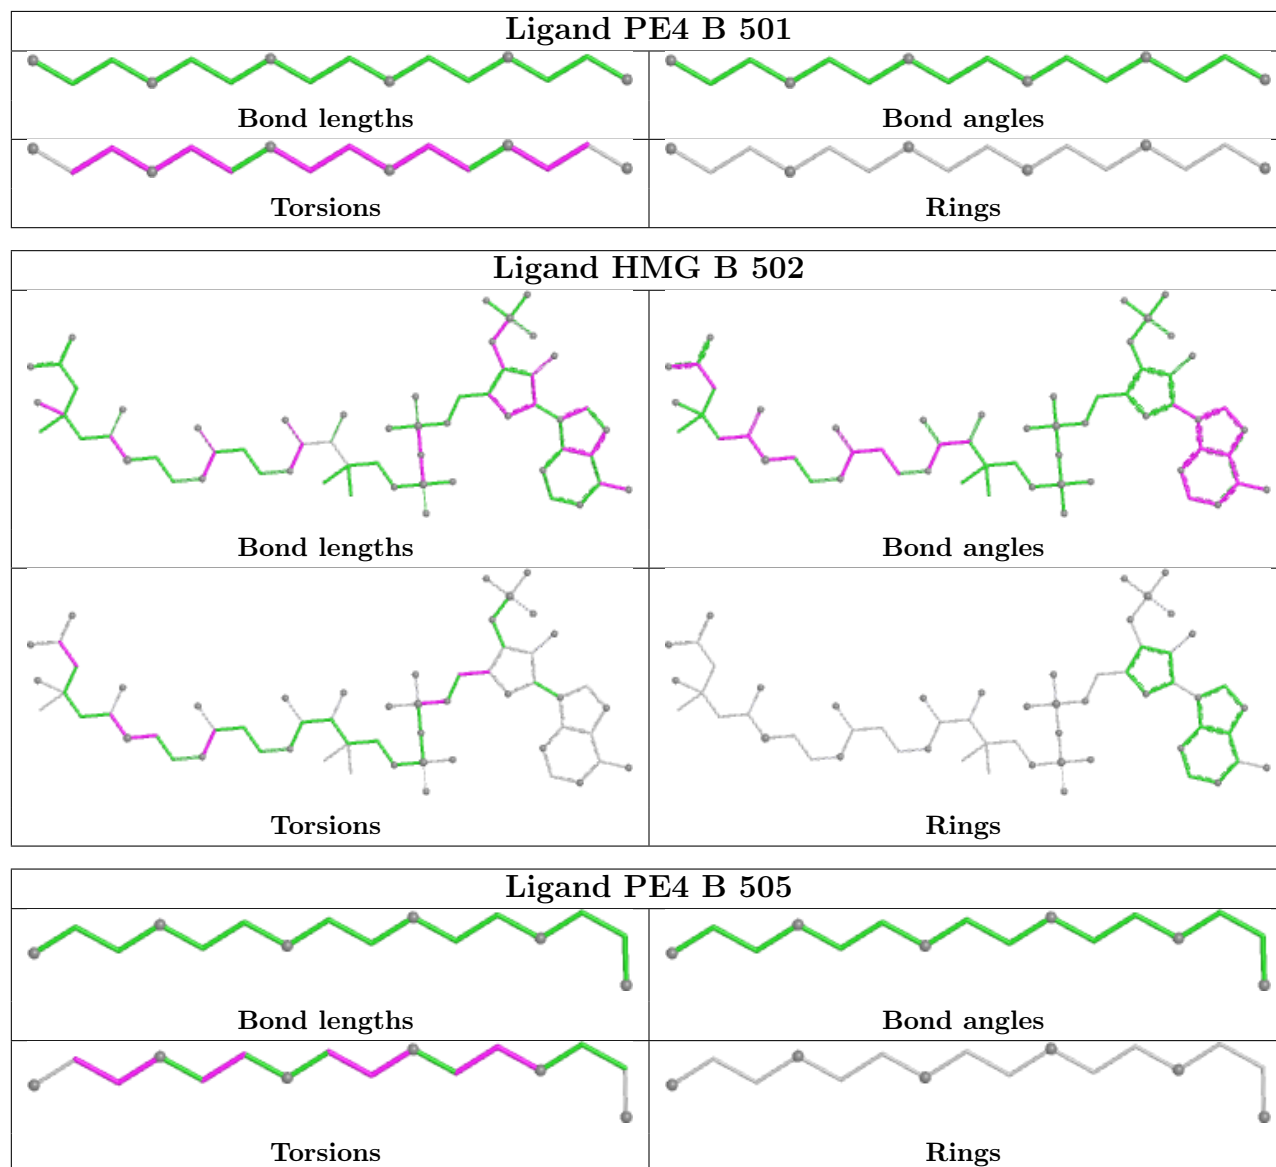 Ligand PE4 B 501
Bond lengths
Bond angles
Torsions
Rings
Ligand HMG B 502
Bond lengths
Bond angles
Torsions
Rings
Ligand PE4 B 505
Bond lengths
Bond angles
Torsions
Rings